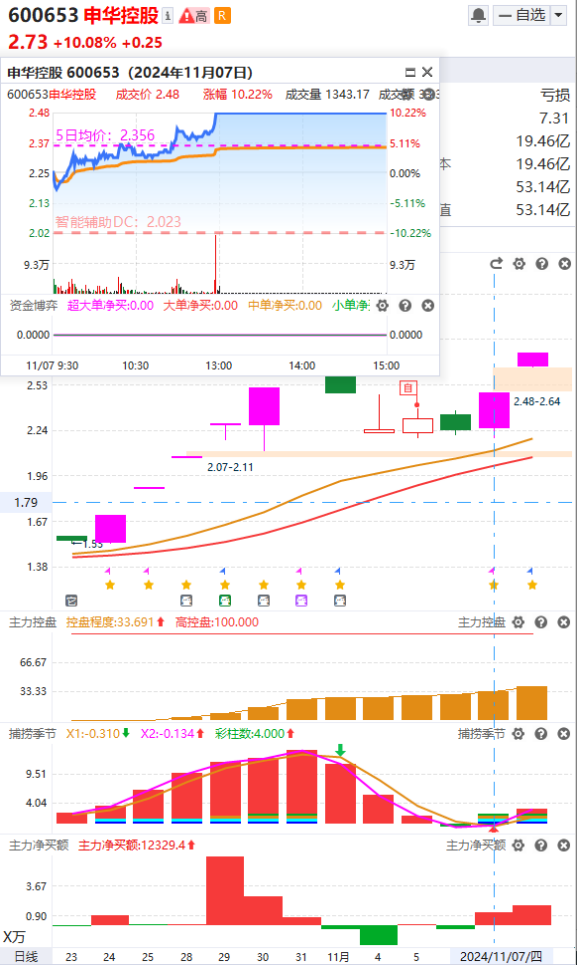 600653 申华控股 i 高 R 自选
2.73 +10.08% +0.25
申华控股 600653（2024年11月07日）
600653申华控股 成交价 2.48 涨幅 10.22% 成交量 1343.17
亏损
7.31
19.46亿
本 19.46亿
53.14亿
值 53.14亿
2.48 10.22%
5日均价：2.356
2.37 5.11%
2.25 0.00%
2.13 -5.11%
智能辅助DC：2.023
2.02 -10.22%
9.3万 9.3万
资金博弈 超大单净买:0.00 大单净买:0.00 中单净买:0.00 小单净
0.0000 0.0000
11/07 9:30 10:30 13:00 14:00 15:00
2.53
自
2.48-2.64
2.24
2.07-2.11
1.96
1.79
1.67
1.53
1.38
主力控盘 控盘程度:33.691 高控盘:100.000 主力控盘
66.67
33.33
捕捞季节 X1:-0.310 X2:-0.134 彩柱数:4.000 捕捞季节
9.51
4.04
主力净买额 主力净买额:12329.4 主力净买额
3.67
0.90
X万
日线 23 24 25 28 29 30 31 11月 4 5 2024/11/07/四